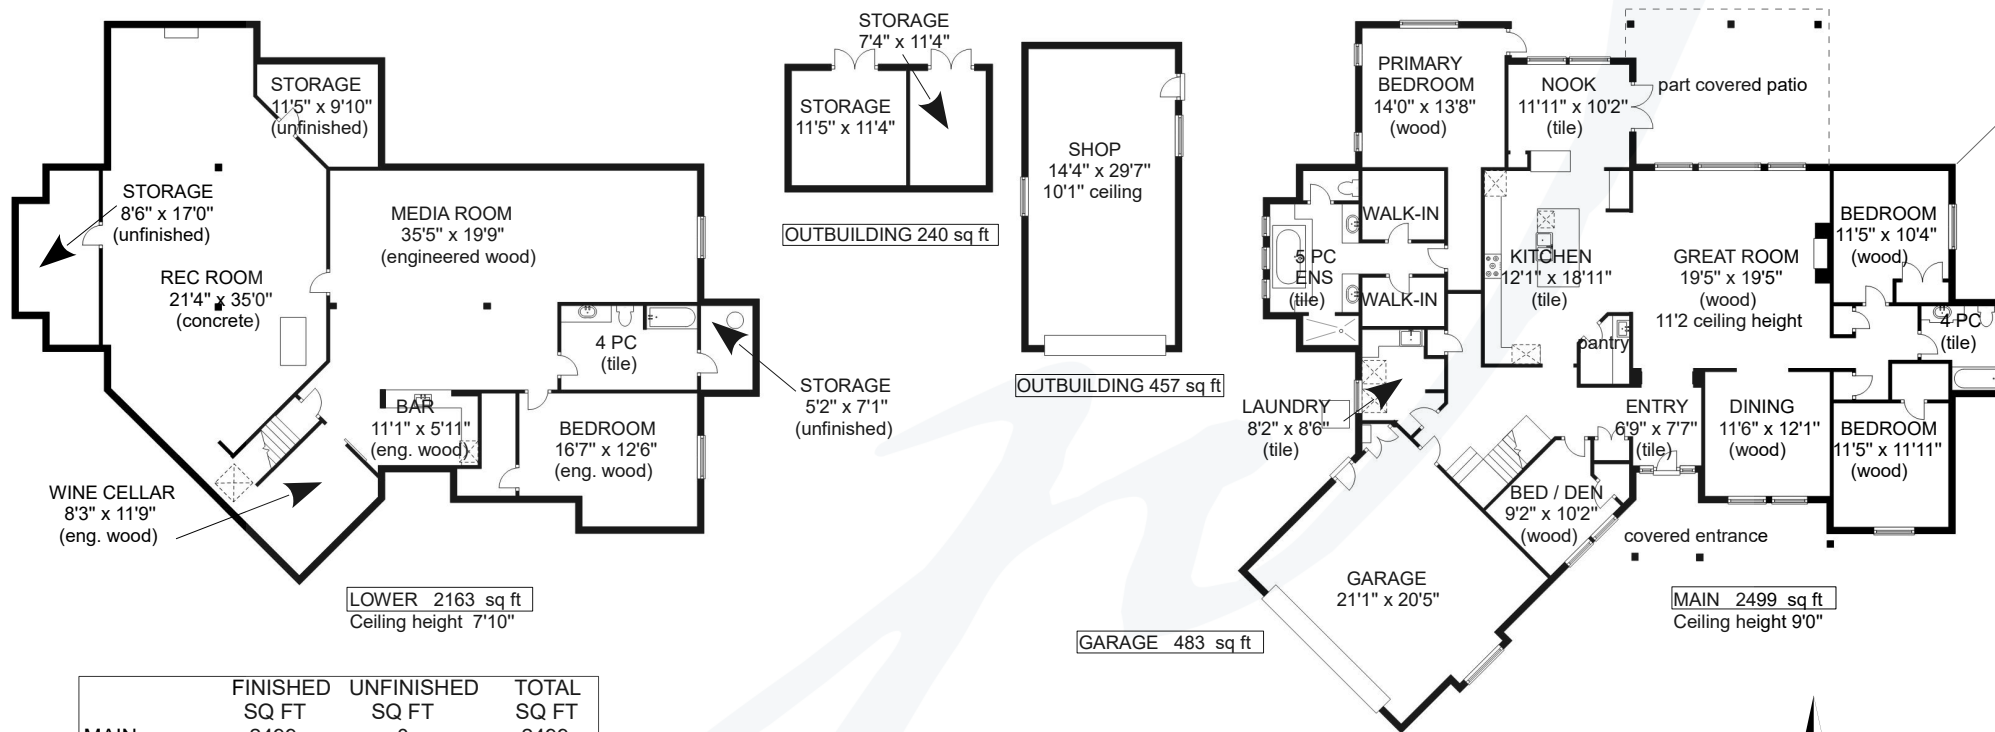 STORAGE
11'5" x 9'10"
(unfinished)
STORAGE
8'6" x 17'0"
(unfinished)
REC ROOM
21'4" x 35'0"
(concrete)
MEDIA ROOM
35'5" x 19'9"
(engineered wood)
4 PC
(tile)
STORAGE
5'2" x 7'1"
(unfinished)
BAR
11'1" x 5'11"
(eng. wood)
BEDROOM
16'7" x 12'6"
(eng. wood)
WINE CELLAR
8'3" x 11'9"
(eng. wood)
LOWER 2163 sq ft
Ceiling height 7'10"
STORAGE
7'4" x 11'4"
STORAGE
11'5" x 11'4"
OUTBUILDING 240 sq ft
SHOP
14'4" x 29'7"
10'1" ceiling
OUTBUILDING 457 sq ft
PRIMARY
BEDROOM
14'0" x 13'8"
(wood)
NOOK
11'11" x 10'2"
(tile)
part covered patio
WALK-IN
5 PC
ENS
(tile)
WALK-IN
KITCHEN
12'1" x 18'11"
(tile)
GREAT ROOM
19'5" x 19'5"
(wood)
11'2 ceiling height
BEDROOM
11'5" x 10'4"
(wood)
4 PC
(tile)
pantry
LAUNDRY
8'2" x 8'6"
(tile)
ENTRY
6'9" x 7'7"
(tile)
DINING
11'6" x 12'1"
(wood)
BEDROOM
11'5" x 11'11"
(wood)
BED / DEN
9'2" x 10'2"
(wood)
covered entrance
GARAGE
21'1" x 20'5"
GARAGE 483 sq ft
MAIN 2499 sq ft
Ceiling height 9'0"
FINISHED UNFINISHED TOTAL
SQ FT SQ FT SQ FT
MAIN 2499 0 2499